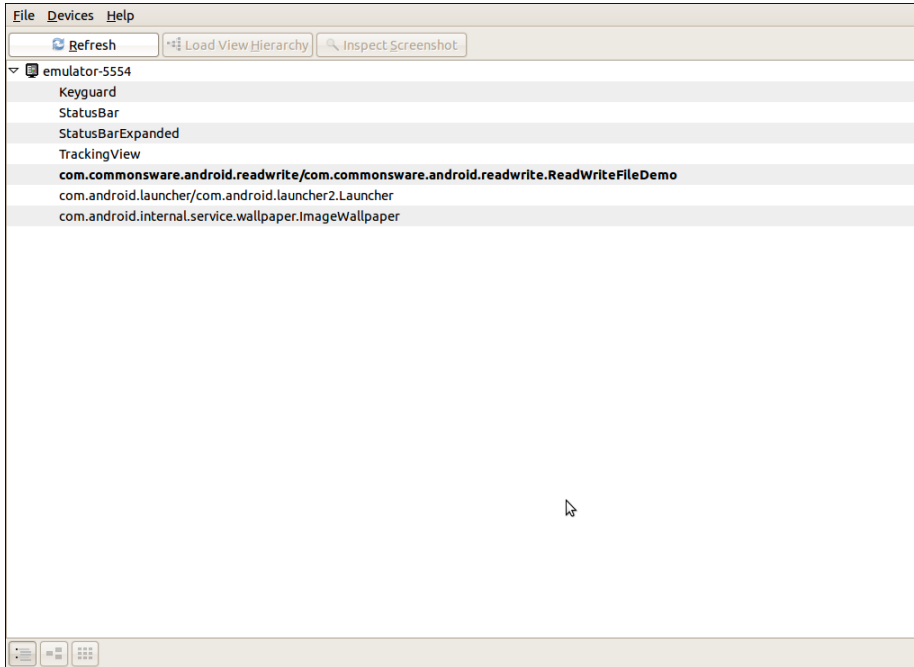 File Devices Help
Refresh Load View Hierarchy Inspect Screenshot
emulator-5554
Keyguard
StatusBar
StatusBarExpanded
TrackingView
com.commonsware.android.readwrite/com.commonsware.android.readwrite.ReadWriteFileDemo
com.android.launcher/com.android.launcher2.Launcher
com.android.internal.service.wallpaper.ImageWallpaper